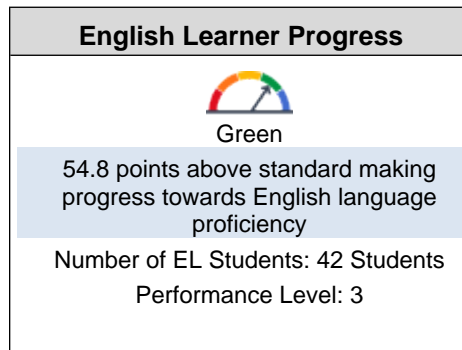 English Learner Progress
Green
54.8 points above standard making
progress towards English language
proficiency
Number of EL Students: 42 Students
Performance Level: 3